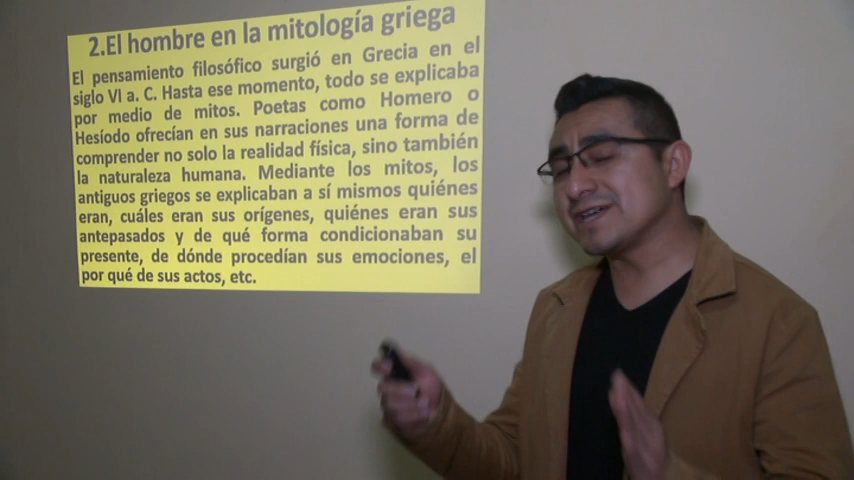 2.El hombre en la mitología griega
El pensamiento filosófico surgió en Grecia en el
siglo VI a. C. Hasta ese momento, todo se explicaba
por medio de mitos. Poetas como Homero o
Hesíodo ofrecían en sus narraciones una forma de
comprender no solo la realidad física, sino también
la naturaleza humana. Mediante los mitos, los
antiguos griegos se explicaban a sí mismos quiénes
eran, cuáles eran sus orígenes, quiénes eran sus
antepasados y de qué forma condicionaban su
presente, de dónde procedían sus emociones, el
por qué de sus actos, etc.